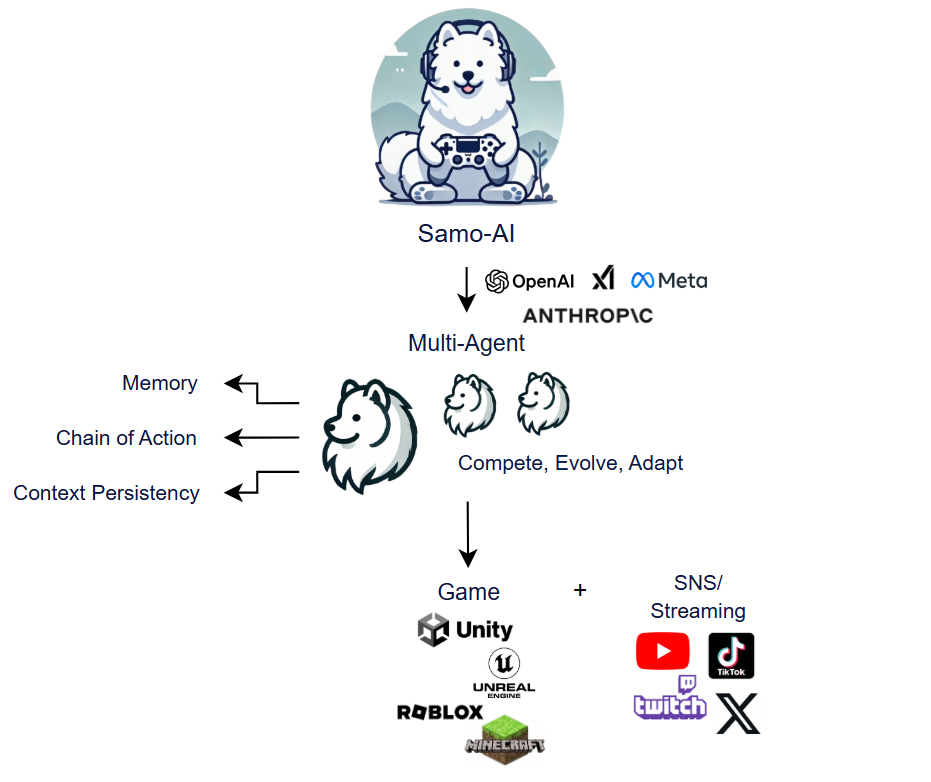 Samo-AI
OpenAI
xAI
Meta
ANTHROP\C
Multi-Agent
Memory
Chain of Action
Context Persistency
Compete, Evolve, Adapt
Game
+
SNS/
Streaming
Unity
UNREAL
ENGINE
ROBLOX
MINECRAFT
TikTok
twitch
X